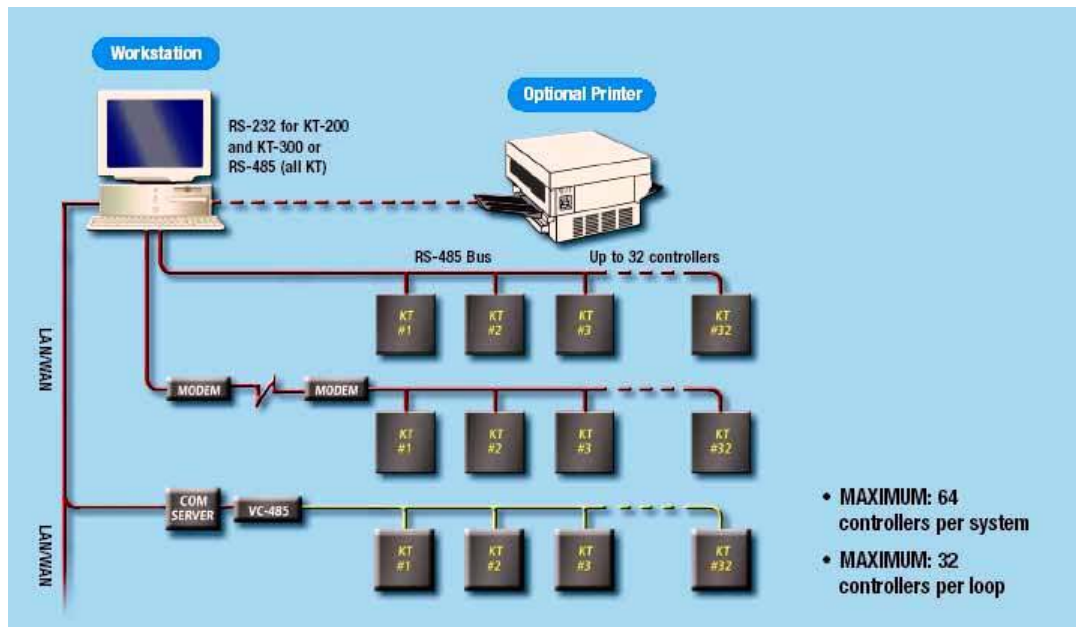 Workstation
Optional Printer
RS-232 for KT-200
and KT-300 or
RS-485 (all KT)
RS-485 Bus
Up to 32 controllers
KT
#1
KT
#2
KT
#3
KT
#32
LAN/WAN
MODEM
MODEM
KT
#1
KT
#2
KT
#3
KT
#32
COM
SERVER
VC-485
KT
#1
KT
#2
KT
#3
KT
#32
LAN/WAN
• MAXIMUM: 64
controllers per system
• MAXIMUM: 32
controllers per loop